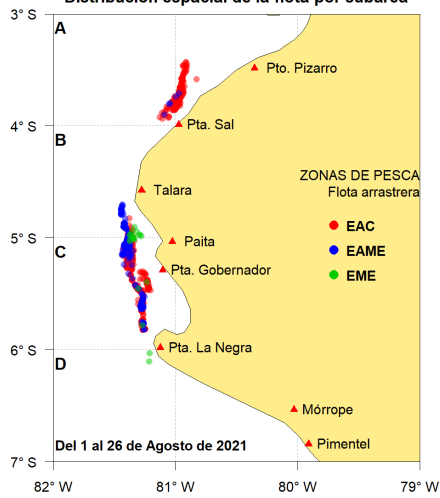 Distribución espacial de la flota por subárea
3° S
A
Pto. Pizarro
Pta. Sal
4° S
B
ZONAS DE PESCA
Flota arrastrera
Talara
EAC
5° S
Paita
EAME
C
Pta. Gobernador
EME
6° S
Pta. La Negra
D
Mórrope
Del 1 al 26 de Agosto de 2021
Pimentel
7° S
82° W
81° W
80° W
79° W